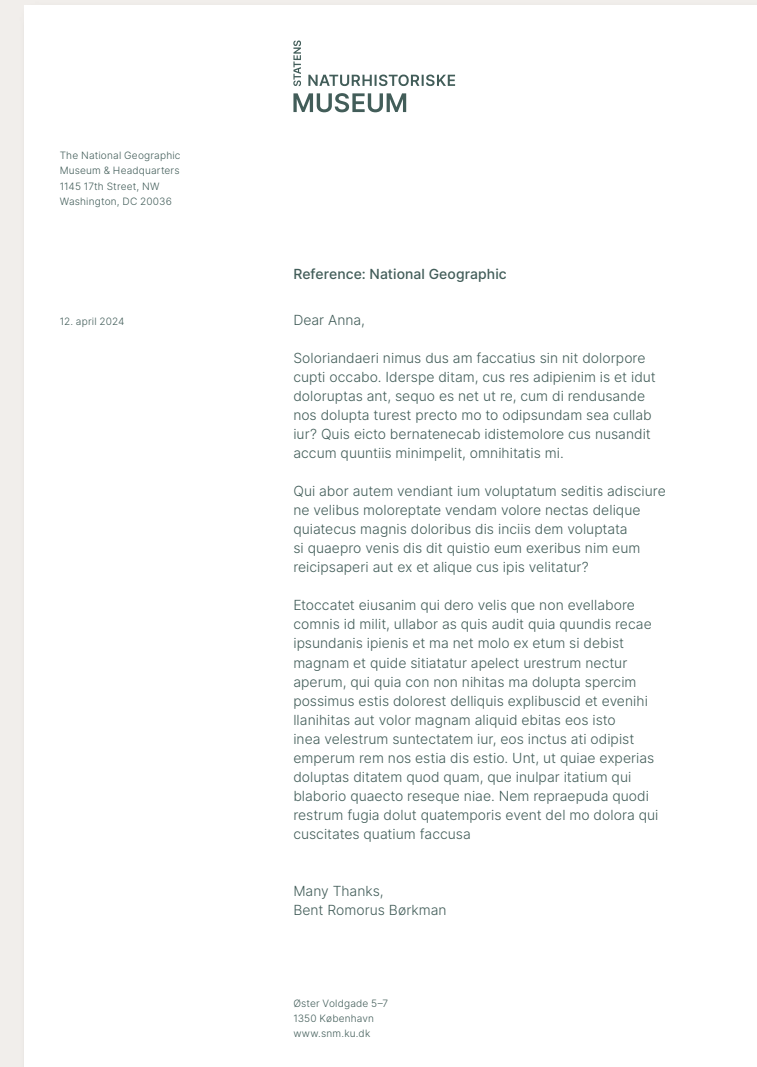 STATENS
NATURHISTORISKE
MUSEUM
The National Geographic
Museum & Headquarters
1145 17th Street, NW
Washington, DC 20036
Reference: National Geographic
12. april 2024
Dear Anna,
Soloriandaeri nimus dus am faccatius sin nit dolorpore
cupti occabo. Iderspe ditam, cus res adipienim is et idut
doloruptas ant, sequo es net ut re, cum di rendusande
nos dolupta turest precto mo to odipsundam sea cullab
iur? Quis eicto bernatenecab idistemolore cus nusandit
accum quuntiis minimpelit, omnihitatis mi.
Qui abor autem vendiant ium voluptatum seditis adisciure
ne velibus moloreptate vendam volore nectas delique
quiatecus magnis doloribus dis inciis dem voluptata
si quaepro venis dis dit quistio eum exeribus nim eum
reicipsaperi aut ex et alique cus ipis velitatur?
Etoccatet eiusanim qui dero velis que non evellabore
comnis id milit, ullabor as quis audit quia quundis recae
ipsundanis ipienis et ma net molo ex etum si debist
magnam et quide sitiatatur apelect urestrum nectur
aperum, qui quia con non nihitas ma dolupta spercim
possimus estis dolorest delliquis explibuscid et evenihi
llanihitas aut volor magnam aliquid ebitas eos isto
inea velestrum suntectatem iur, eos inctus ati odipist
emperum rem nos estia dis estio. Unt, ut quiae experias
doluptas ditatem quod quam, que inulpar itatium qui
blaborio quaecto reseque niae. Nem repraepuda quodi
restrum fugia dolut quatemporis event del mo dolora qui
cuscitates quatium faccusa
Many Thanks,
Bent Romorus Børkman
Øster Voldgade 5–7
1350 København
www.snm.ku.dk